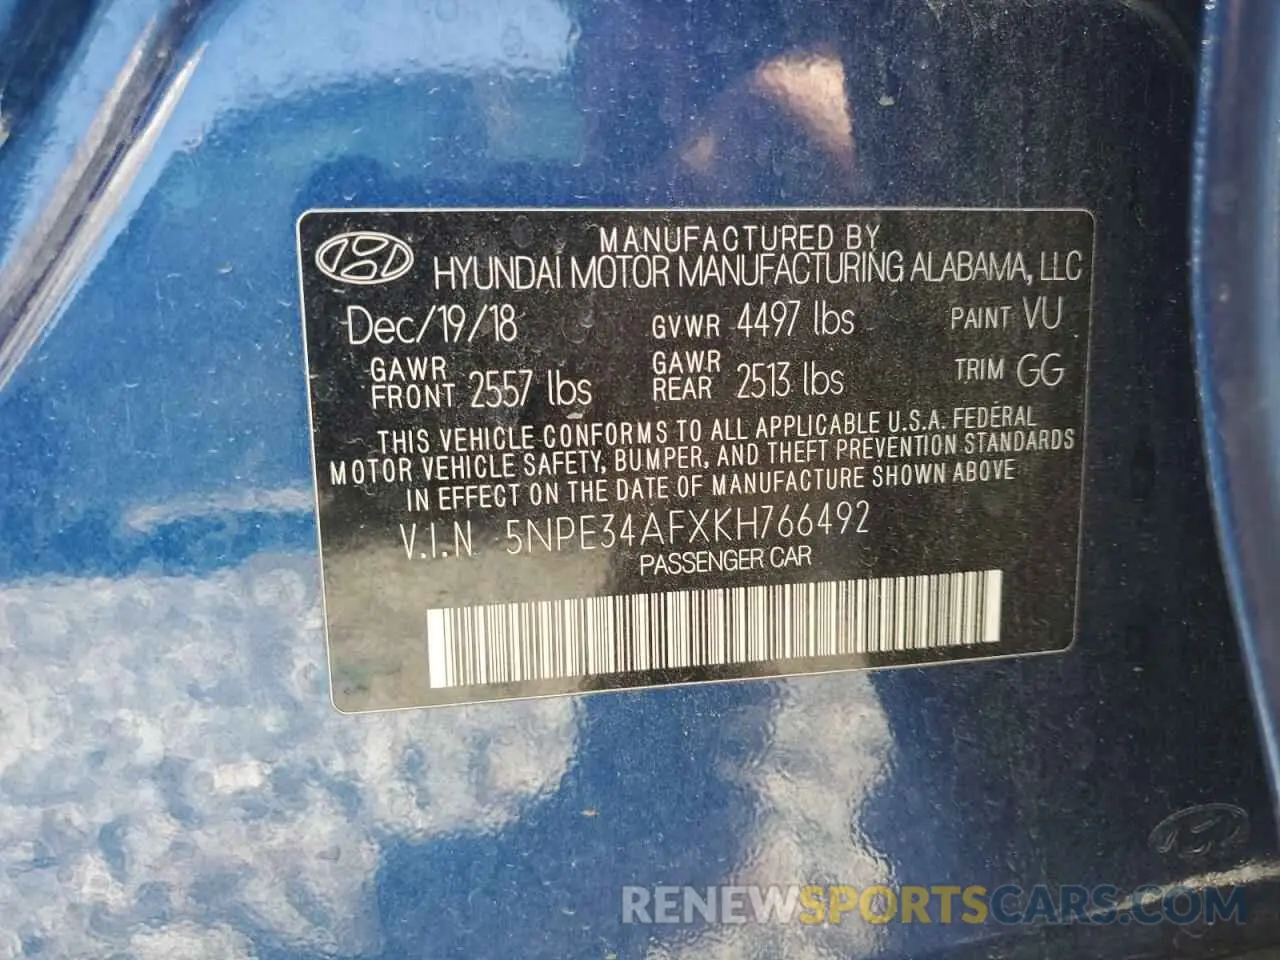 MANUFACTURED BY
HYUNDAI MOTOR MANUFACTURING ALABAMA, LLC
Dec/19/18 GVWR 4497 lbs PAINT VU
GAWR FRONT 2557 lbs GAWR REAR 2513 lbs TRIM GG
THIS VEHICLE CONFORMS TO ALL APPLICABLE U.S.A. FEDERAL
MOTOR VEHICLE SAFETY, BUMPER, AND THEFT PREVENTION STANDARDS
IN EFFECT ON THE DATE OF MANUFACTURE SHOWN ABOVE
V.I.N 5NPE34AFXKH766492
PASSENGER CAR
RENEWSPORTSCARS.COM